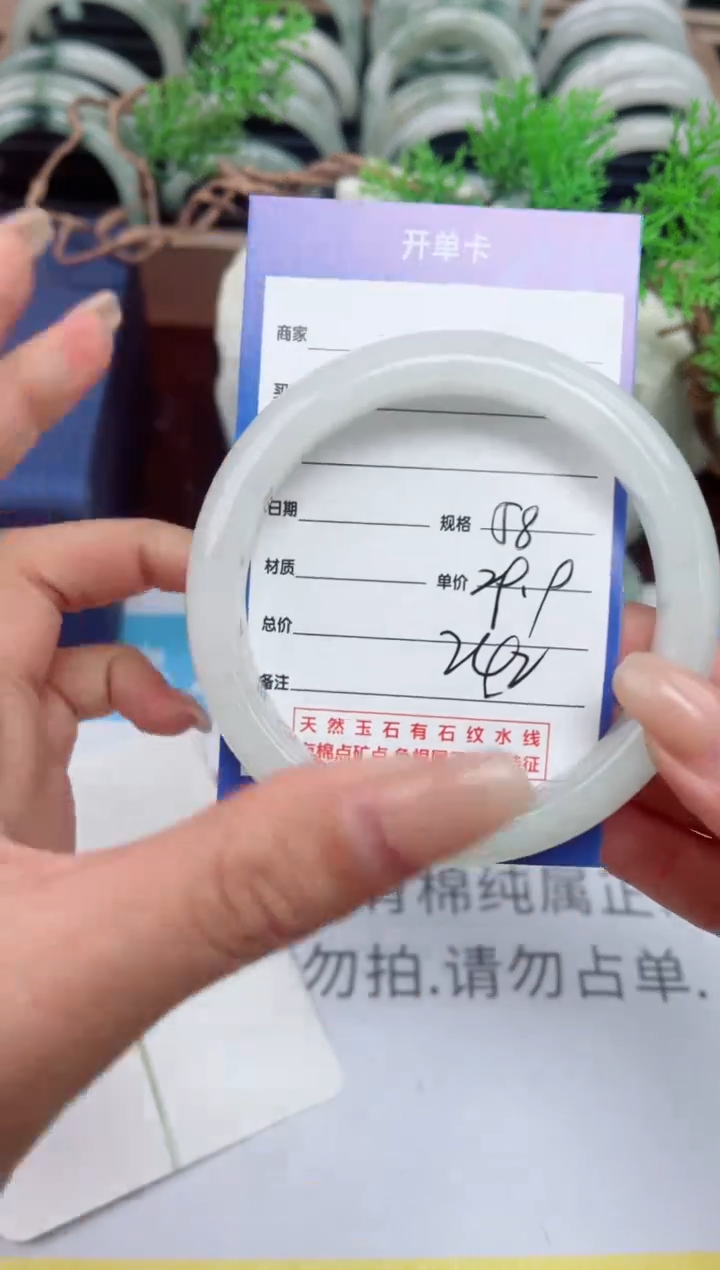 开单卡
商家
日期
规格 58
材质
单价 29.9
总价
备注
天然玉石有石纹水线
棉纯属正
勿拍.请勿占单.